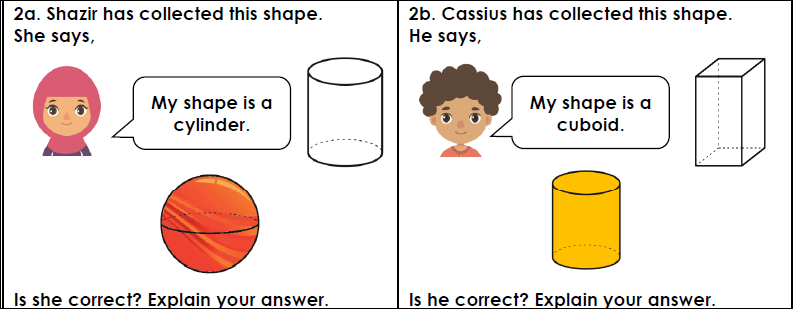 2a. Shazir has collected this shape.
She says,
My shape is a
cylinder.
Is she correct? Explain your answer.
2b. Cassius has collected this shape.
He says,
My shape is a
cuboid.
Is he correct? Explain your answer.